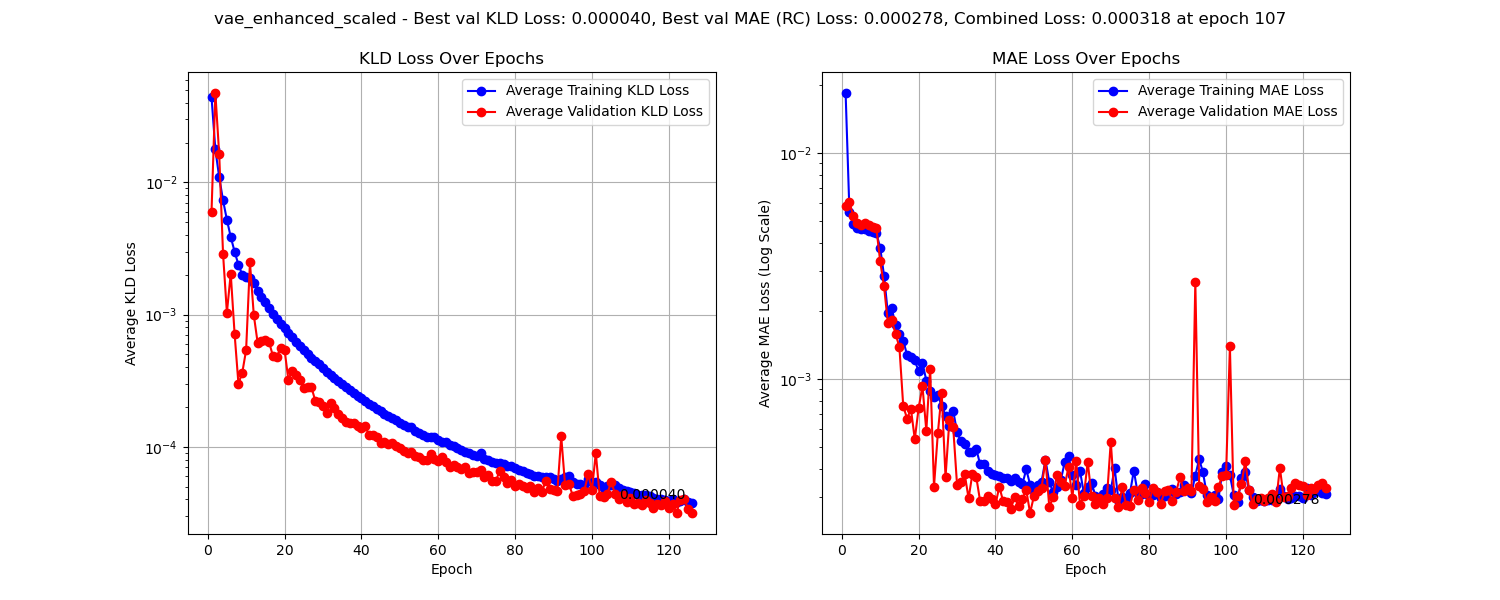 vae_enhanced_scaled - Best val KLD Loss: 0.000040, Best val MAE (RC) Loss: 0.000278, Combined Loss: 0.000318 at epoch 107
KLD Loss Over Epochs
Average Training KLD Loss
Average Validation KLD Loss
10^-2
10^-3
10^-4
Average KLD Loss
0.000040
0 20 40 60 80 100 120
Epoch
MAE Loss Over Epochs
Average Training MAE Loss
Average Validation MAE Loss
10^-2
10^-3
Average MAE Loss (Log Scale)
0.000278
0 20 40 60 80 100 120
Epoch